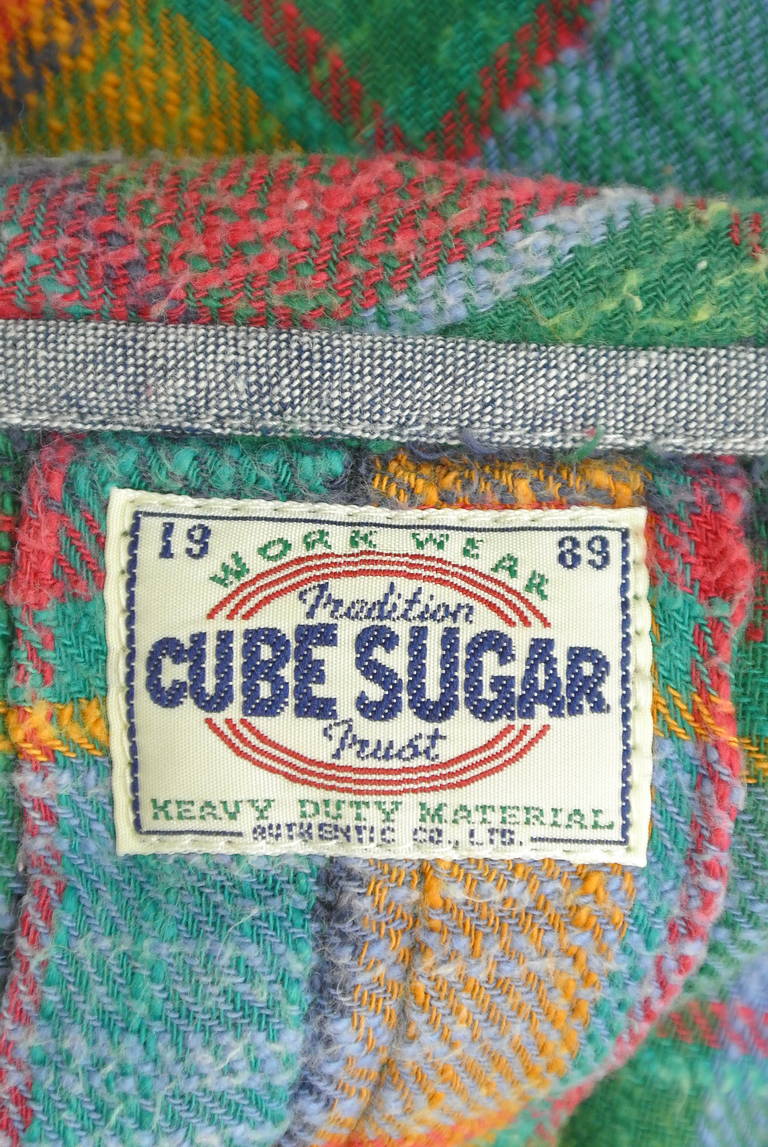 19 WORK WEAR 89
Tradition
CUBE SUGAR
Trust
HEAVY DUTY MATERIAL
AUTHENTIC CO., LTD.